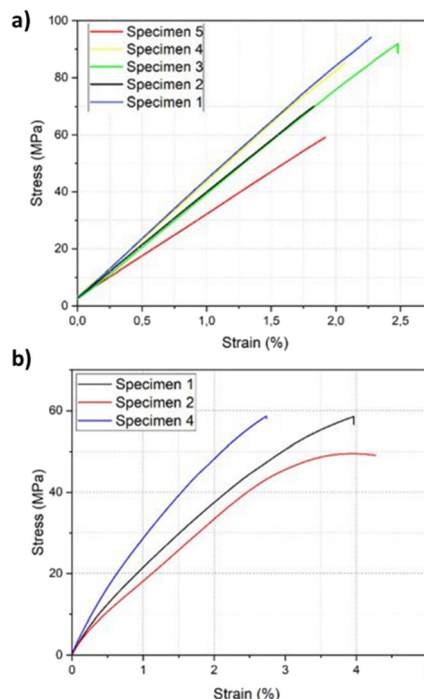 a)
100
80
60
40
20
0
Stress (MPa)
Specimen 5
Specimen 4
Specimen 3
Specimen 2
Specimen 1
0,0 0,5 1,0 1,5 2,0 2,5
Strain (%)
b)
60
40
20
0
Stress (MPa)
Specimen 1
Specimen 2
Specimen 4
0 1 2 3 4
Strain (%)